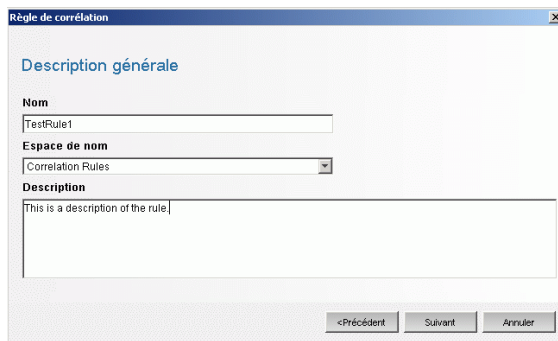 Règle de corrélation
Description générale
Nom
TestRule1
Espace de nom
Correlation Rules
Description
This is a description of the rule.
<Précédent Suivant Annuler